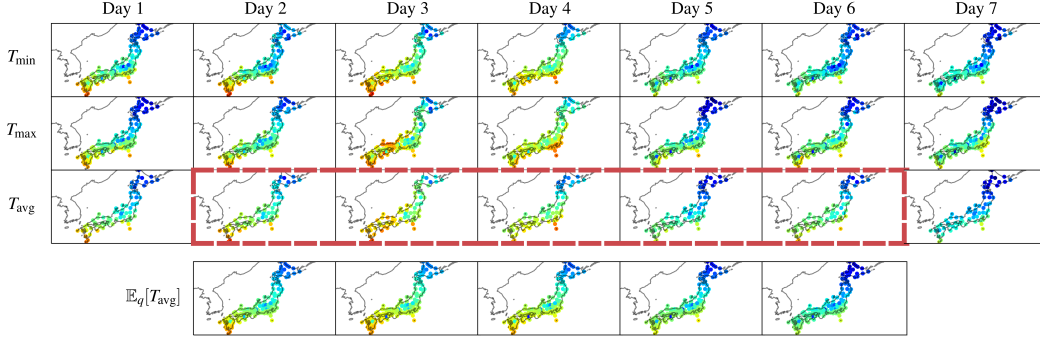 Day 1 Day 2 Day 3 Day 4 Day 5 Day 6 Day 7
T_min
T_max
T_avg
𝔼_q[T_avg]